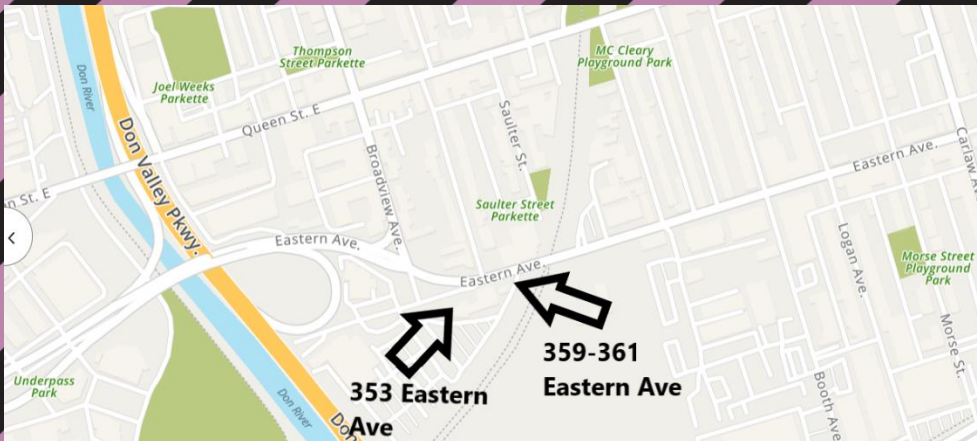 Thompson
Street Parkette
MC Cleary
Playground Park
Joel Weeks
Parkette
Don River
Queen St. E
Saulter St.
Don Valley Pkwy.
Broadview Ave.
Eastern Ave.
Carlaw Av
n St. E
Saulter Street
Parkette
Eastern Ave.
Eastern Ave.
Logan Ave.
Morse Street
Playground
Park
359-361
Eastern Ave
353 Eastern
Ave
Underpass
Park
Don River
Don
Booth Ave.
Morse St.